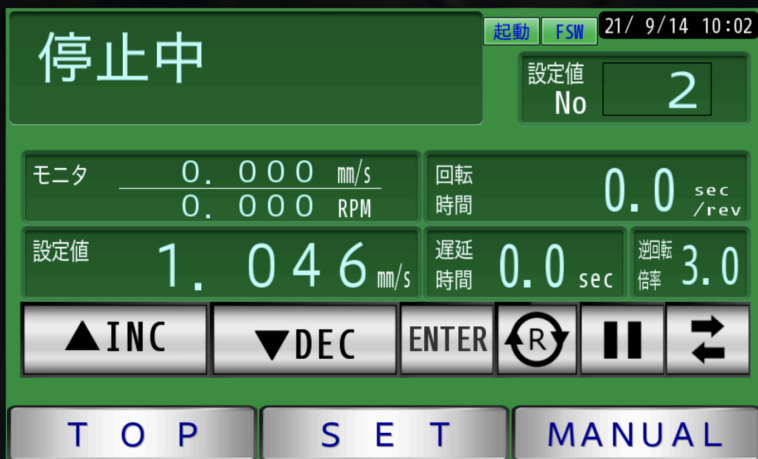 停止中
起動 FSW 21/ 9/14 10:02
設定値 No 2
モニタ 0. 000 mm/s
0. 000 RPM
回転時間 0.0 sec/rev
設定値 1. 046 mm/s
遅延時間 0.0 sec
逆回転倍率 3.0
▲INC ▼DEC ENTER R
TOP SET MANUAL